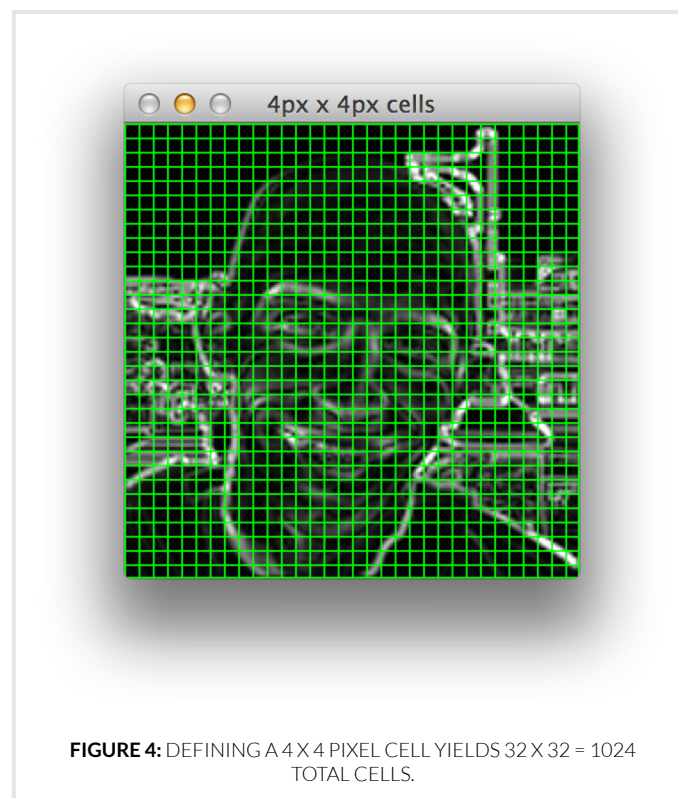 4px x 4px cells
FIGURE 4: DEFINING A 4 X 4 PIXEL CELL YIELDS 32 X 32 = 1024
TOTAL CELLS.